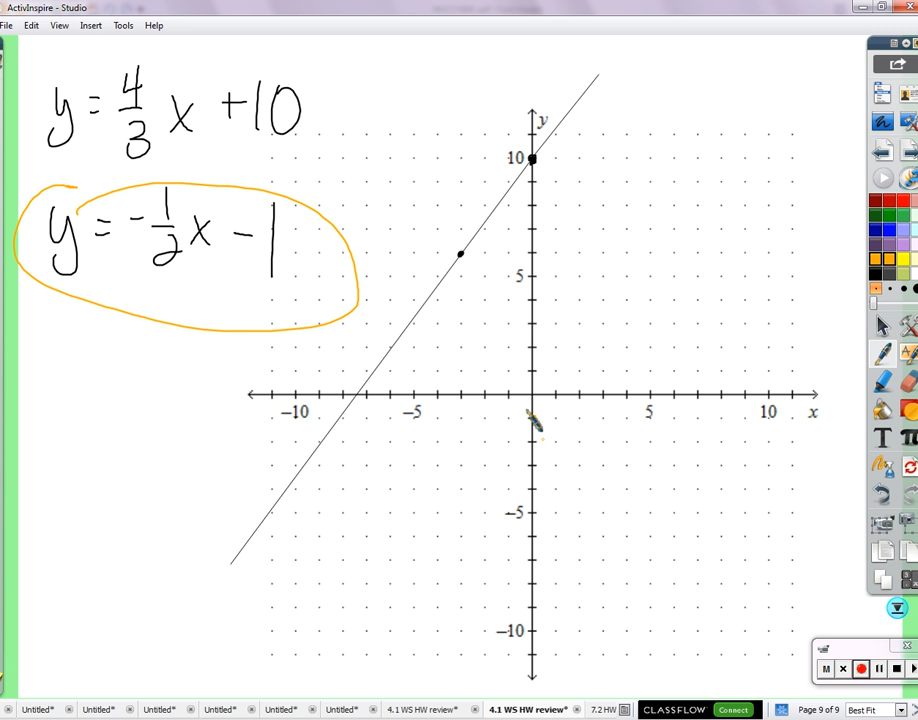 ActivInspire - Studio
File Edit View Insert Tools Help
y = 4/3 x + 10
y = -1/2 x - 1
y
10
5
-10 -5 5 10 x
-5
-10
T π
M
Page 9 of 9 Best Fit
Untitled* Untitled* Untitled* Untitled* Untitled* 4.1 WS HW review* 4.1 WS HW review* 7.2 HW CLASSFLOW Connect